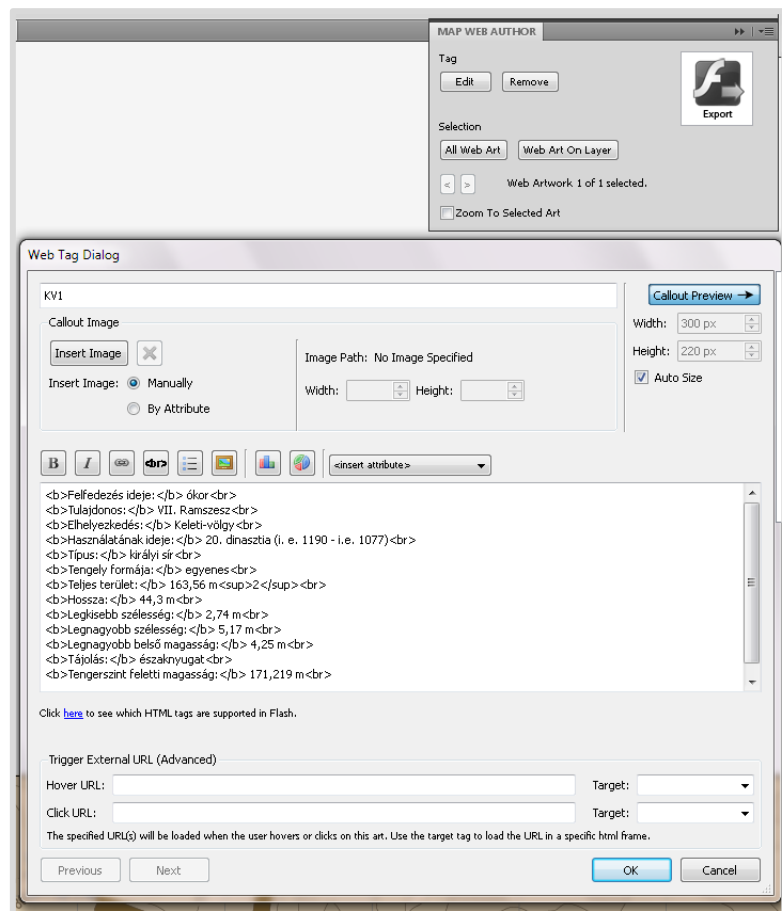 MAP WEB AUTHOR
Tag
Edit Remove
Export
Selection
All Web Art Web Art On Layer
< > Web Artwork 1 of 1 selected.
Zoom To Selected Art
Web Tag Dialog
KV1
Callout Preview
Callout Image
Width: 300 px
Insert Image
Image Path: No Image Specified
Height: 220 px
Insert Image: Manually
Width: Height:
Auto Size
By Attribute
B I <br> <insert attribute>
<b>Felfedezés ideje:</b> ókor<br>
<b>Tulajdonos:</b> VII. Ramszesz<br>
<b>Elhelyezkedés:</b> Keleti-völgy<br>
<b>Használatának ideje:</b> 20. dinasztia (i. e. 1190 - i.e. 1077)<br>
<b>Típus:</b> királyi sír<br>
<b>Tengely formája:</b> egyenes<br>
<b>Teljes terület:</b> 163,56 m<sup>2</sup><br>
<b>Hossza:</b> 44,3 m<br>
<b>Legkisebb szélesség:</b> 2,74 m<br>
<b>Legnagyobb szélesség:</b> 5,17 m<br>
<b>Legnagyobb belső magasság:</b> 4,25 m<br>
<b>Tájolás:</b> északnyugat<br>
<b>Tengerszint feletti magasság:</b> 171,219 m<br>
Click here to see which HTML tags are supported in Flash.
Trigger External URL (Advanced)
Hover URL: Target:
Click URL: Target:
The specified URL(s) will be loaded when the user hovers or clicks on this art. Use the target tag to load the URL in a specific html frame.
Previous Next OK Cancel